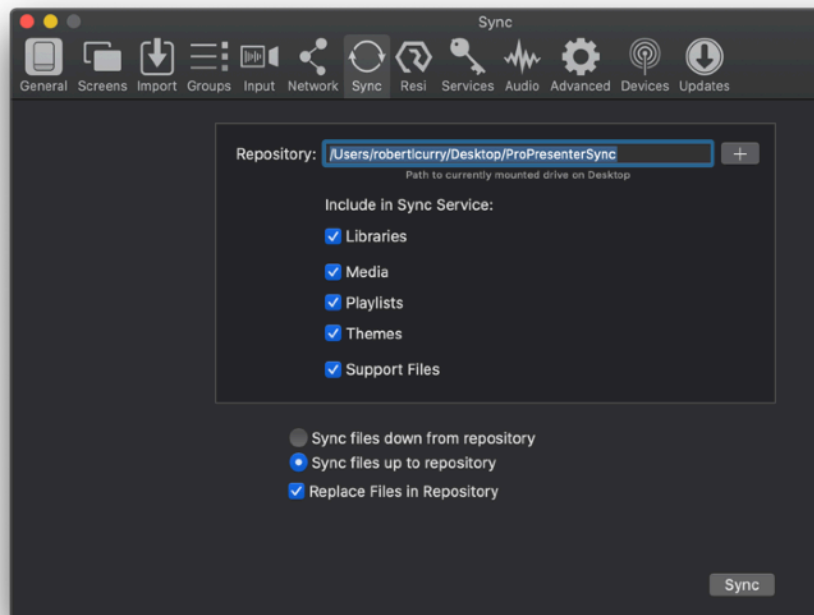 Sync
General Screens Import Groups Input Network Sync Resi Services Audio Advanced Devices Updates
Repository: /Users/robertlcurry/Desktop/ProPresenterSync
Path to currently mounted drive on Desktop
Include in Sync Service:
Libraries
Media
Playlists
Themes
Support Files
Sync files down from repository
Sync files up to repository
Replace Files in Repository
Sync